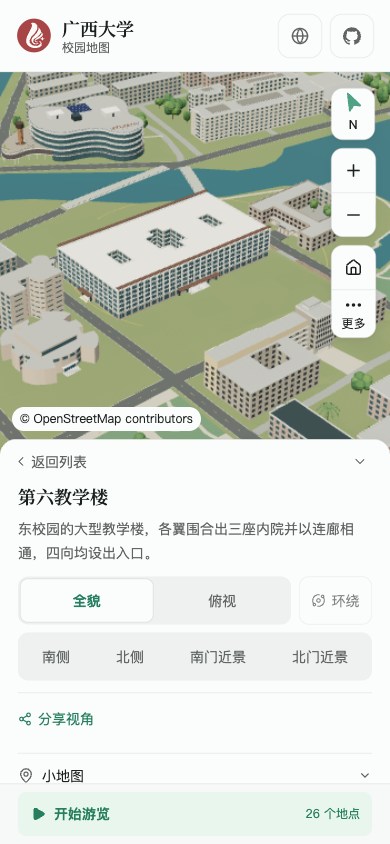 广西大学
校园地图
N
更多
© OpenStreetMap contributors
返回列表
第六教学楼
东校园的大型教学楼，各翼围合出三座内院并以连廊相
通，四向均设出入口。
全貌 俯视 环绕
南侧 北侧 南门近景 北门近景
分享视角
小地图
开始游览 26 个地点